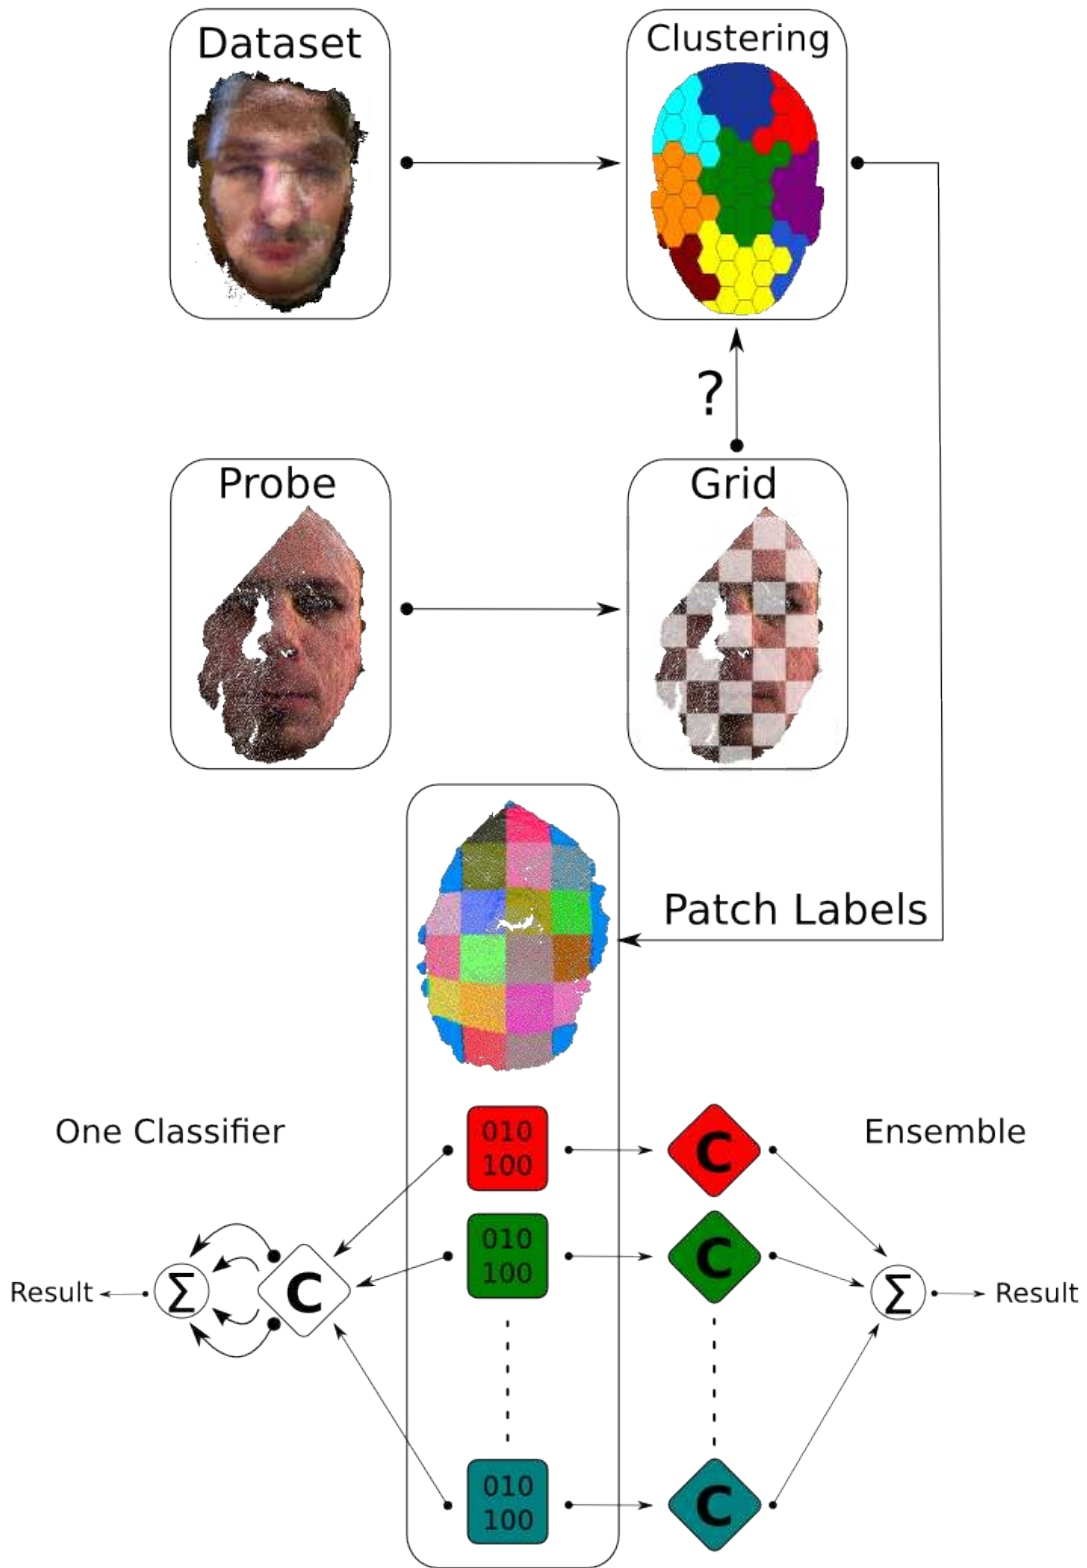 Dataset
Clustering
?
Probe
Grid
Patch Labels
One Classifier
Ensemble
010
100
C
010
100
C
Result
Σ
C
Σ
Result
010
100
C